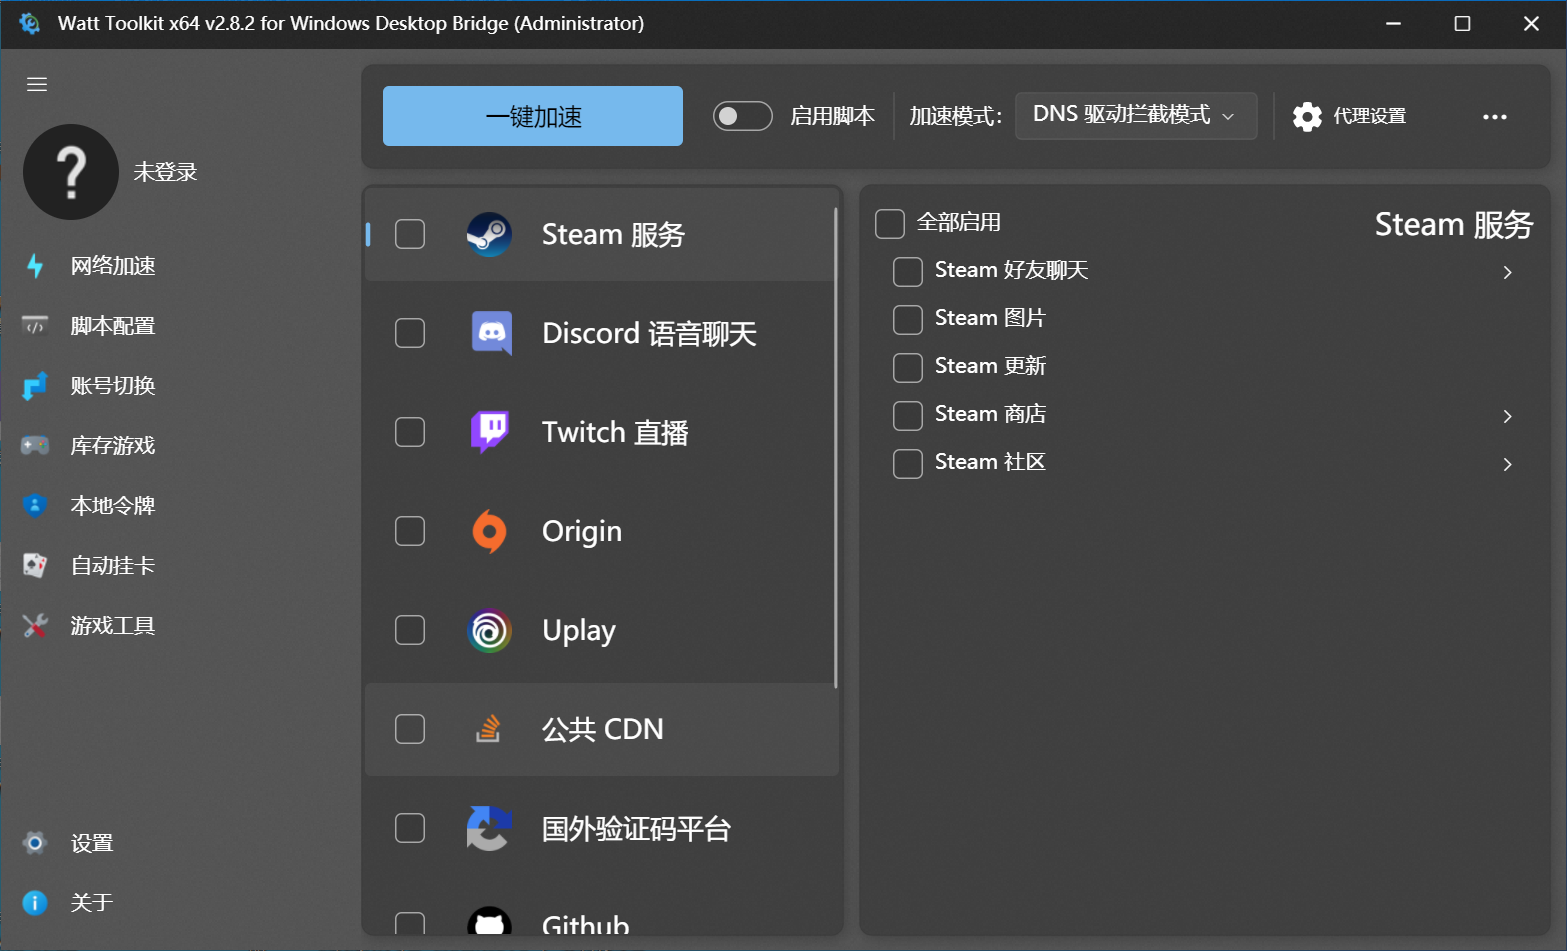 Watt Toolkit x64 v2.8.2 for Windows Desktop Bridge (Administrator)
未登录
网络加速
脚本配置
账号切换
库存游戏
本地令牌
自动挂卡
游戏工具
设置
关于
一键加速
启用脚本
加速模式：
DNS 驱动拦截模式
代理设置
Steam 服务
Discord 语音聊天
Twitch 直播
Origin
Uplay
公共 CDN
国外验证码平台
Github
全部启用
Steam 服务
Steam 好友聊天
Steam 图片
Steam 更新
Steam 商店
Steam 社区